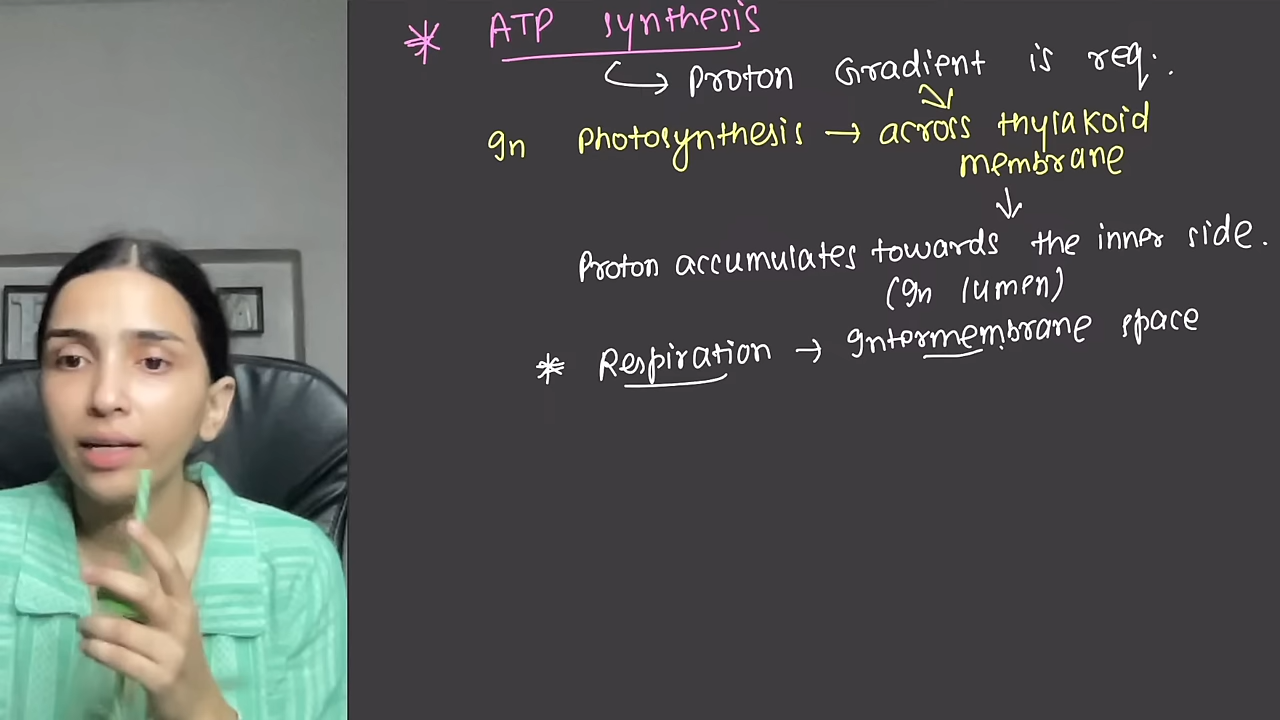 * ATP synthesis
↳ Proton Gradient is req.
In Photosynthesis → across thylakoid
membrane
↓
Proton accumulates towards the inner side.
(In lumen)
* Respiration → Intermembrane space